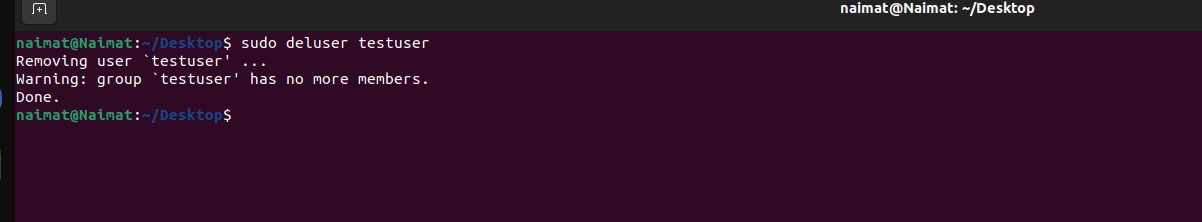 naimat@Naimat: ~/Desktop
naimat@Naimat:~/Desktop$ sudo deluser testuser
Removing user `testuser' ...
Warning: group `testuser' has no more members.
Done.
naimat@Naimat:~/Desktop$